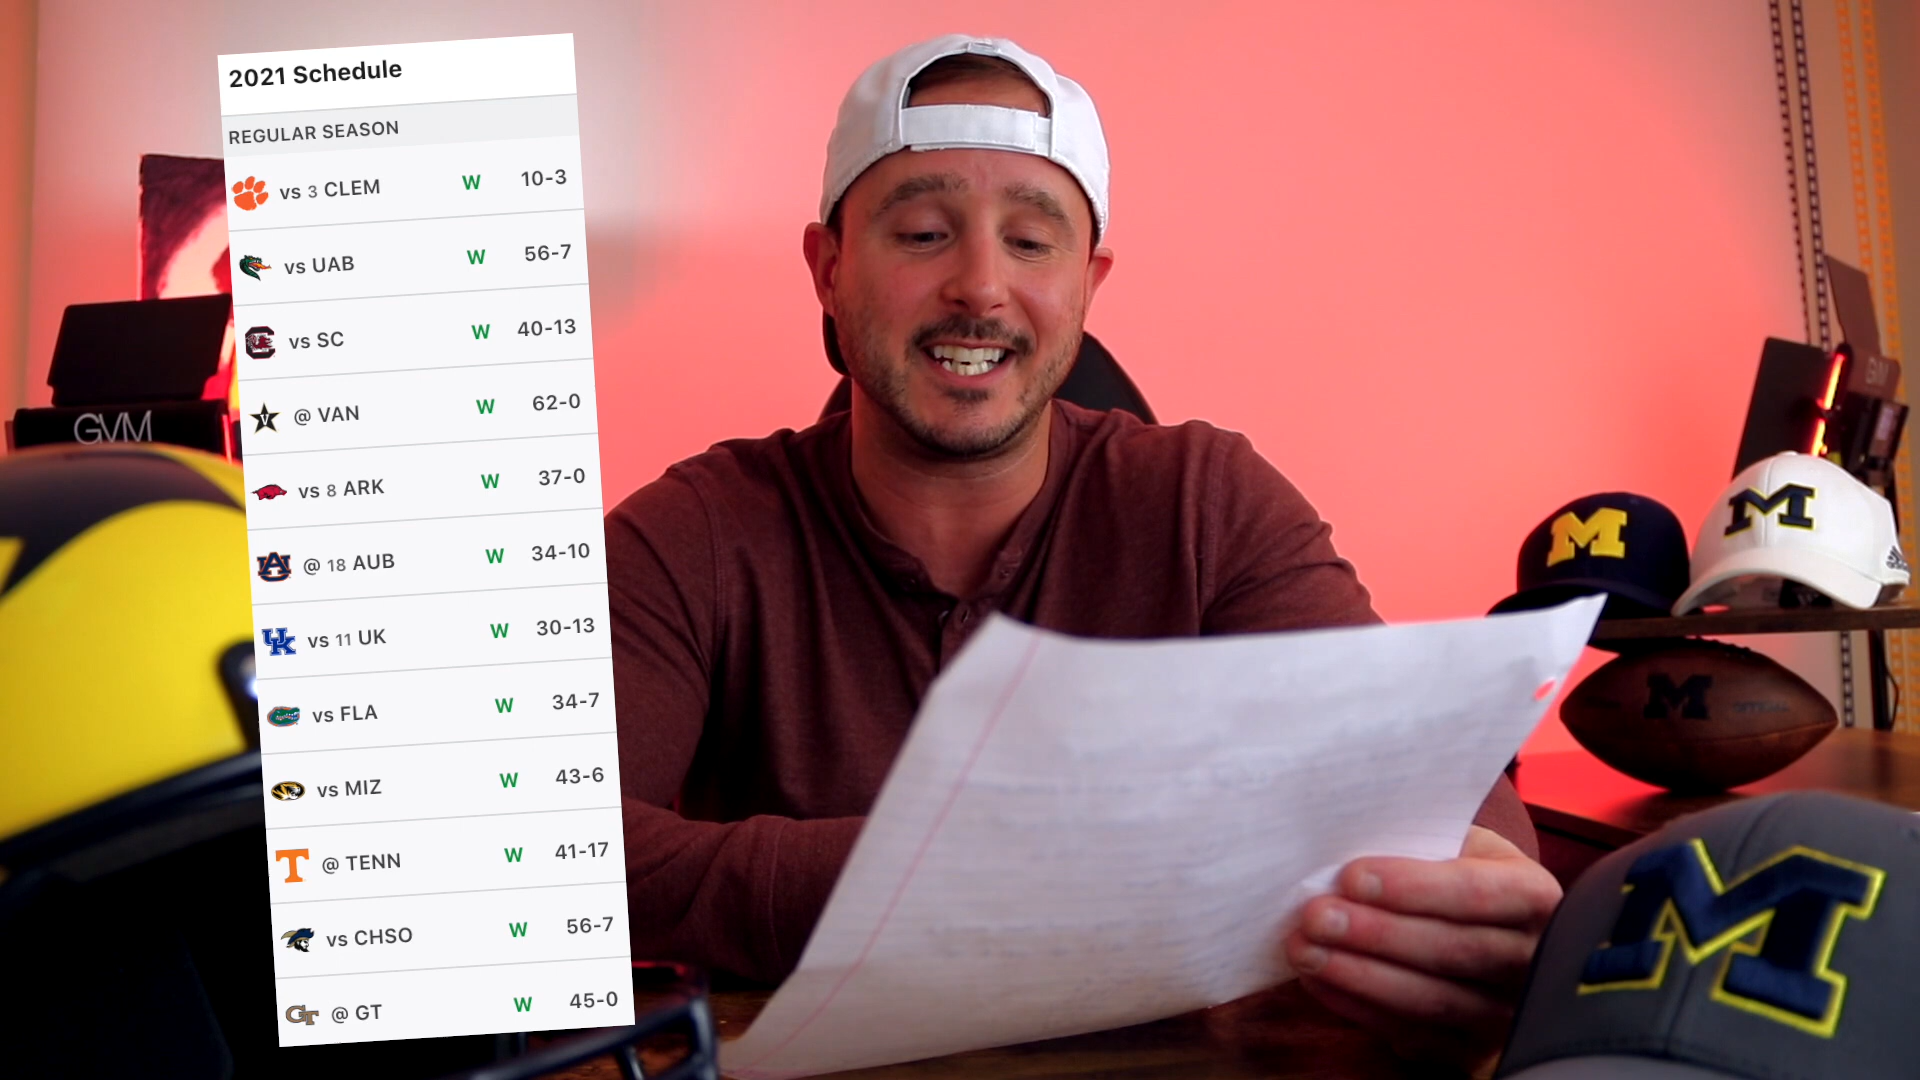 2021 Schedule
REGULAR SEASON
vs 3 CLEM W 10-3
vs UAB W 56-7
vs SC W 40-13
@ VAN W 62-0
vs 8 ARK W 37-0
@ 18 AUB W 34-10
vs 11 UK W 30-13
vs FLA W 34-7
vs MIZ W 43-6
@ TENN W 41-17
vs CHSO W 56-7
GT @ GT W 45-0
GVM
GVM
M
M
M
M